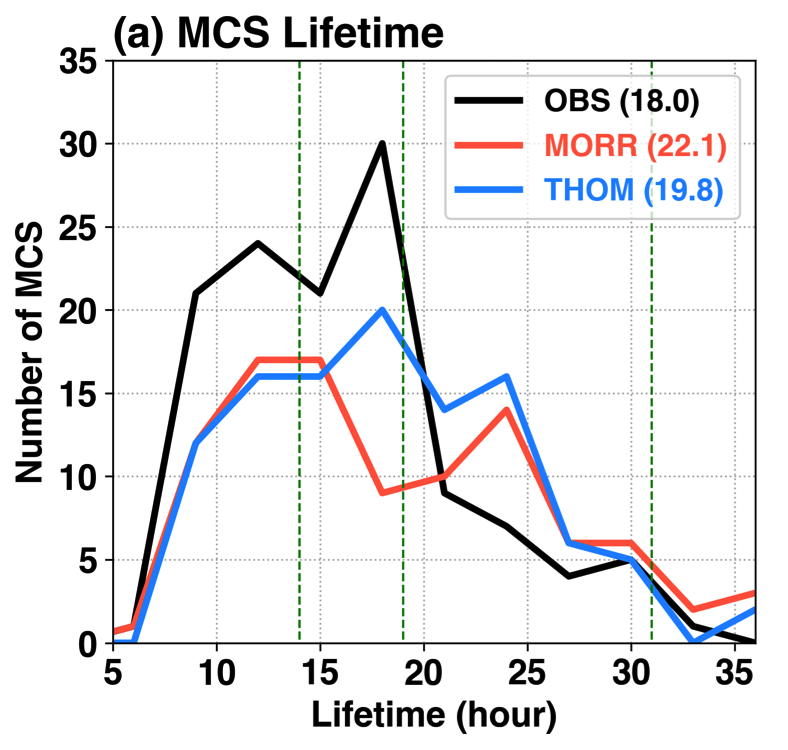 (a) MCS Lifetime
OBS (18.0)
MORR (22.1)
THOM (19.8)
Number of MCS
35
30
25
20
15
10
5
0
5 10 15 20 25 30 35
Lifetime (hour)